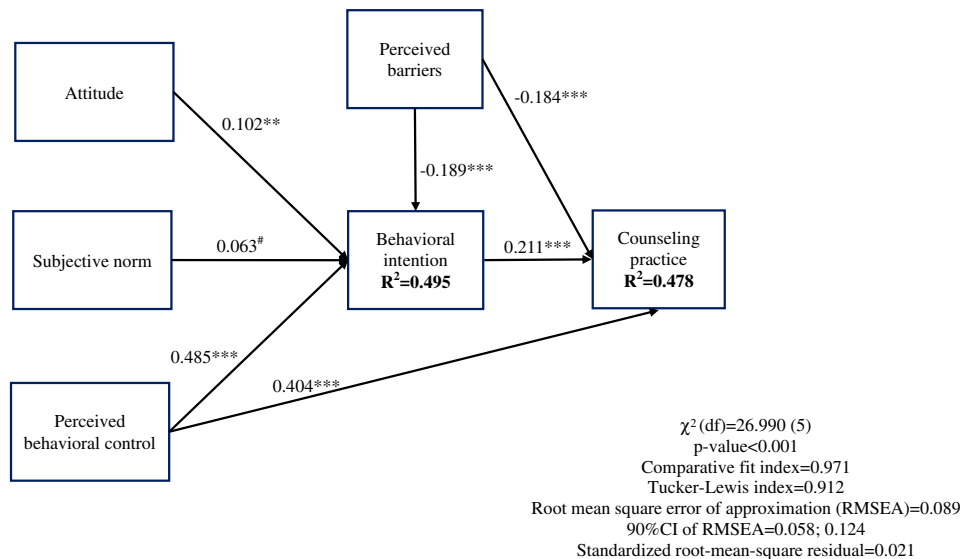 Perceived
barriers
Attitude
-0.184***
0.102**
-0.189***
Subjective norm
0.063#
Behavioral
intention
R²=0.495
0.211***
Counseling
practice
R²=0.478
0.485***
0.404***
Perceived
behavioral control
χ² (df)=26.990 (5)
p-value<0.001
Comparative fit index=0.971
Tucker-Lewis index=0.912
Root mean square error of approximation (RMSEA)=0.089
90%CI of RMSEA=0.058; 0.124
Standardized root-mean-square residual=0.021